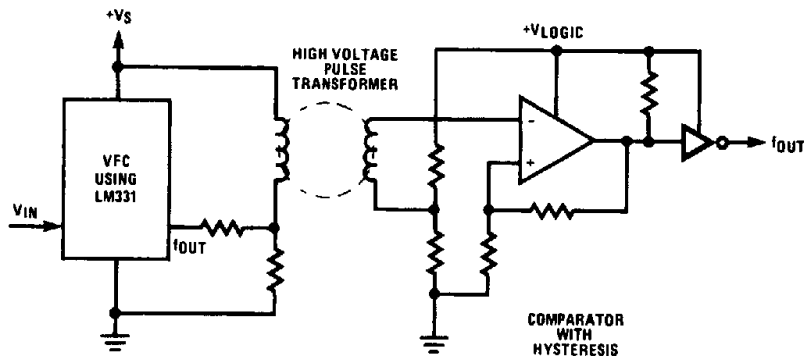 +VS
HIGH VOLTAGE
PULSE
TRANSFORMER
+VLOGIC
VFC
USING
LM331
VIN
fOUT
-
+
fOUT
COMPARATOR
WITH
HYSTERESIS